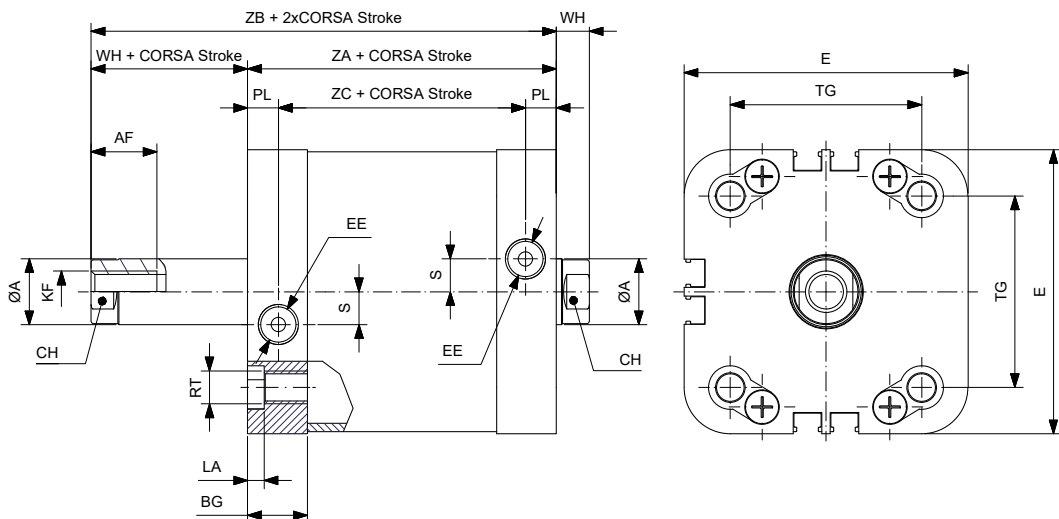 ZB + 2xCORSA Stroke
WH
WH + CORSA Stroke
ZA + CORSA Stroke
E
PL
ZC + CORSA Stroke
PL
TG
AF
EE
S
ØA
KF
S
ØA
TG
E
EE
CH
CH
RT
LA
BG